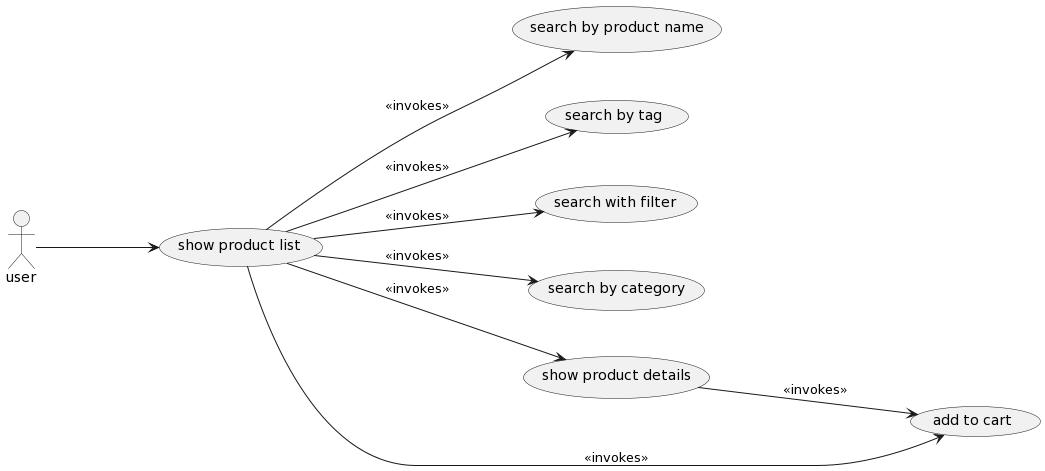 search by product name
«invokes»
search by tag
«invokes»
search with filter
«invokes»
show product list
«invokes»
user
search by category
«invokes»
show product details
«invokes»
add to cart
«invokes»